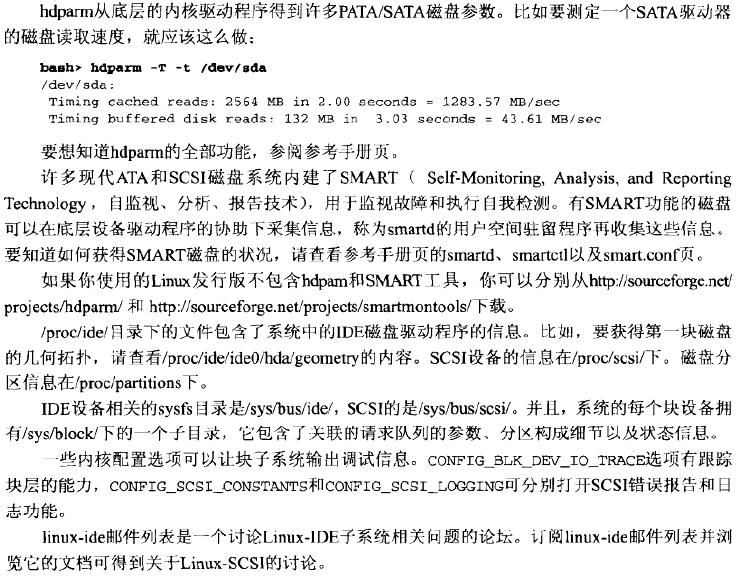 hdparm从底层的内核驱动程序得到许多PATA/SATA磁盘参数。比如要测定一个SATA驱动器
的磁盘读取速度，就应该这么做：
bash> hdparm -T -t /dev/sda
/dev/sda:
Timing cached reads: 2564 MB in 2.00 seconds = 1283.57 MB/sec
Timing buffered disk reads: 132 MB in 3.03 seconds = 43.61 MB/sec
要想知道hdparm的全部功能，参阅参考手册页。
许多现代ATA和SCSI磁盘系统内建了SMART（ Self-Monitoring, Analysis, and Reporting
Technology，自监视、分析、报告技术），用于监视故障和执行自我检测。有SMART功能的磁盘
可以在底层设备驱动程序的协助下采集信息，称为smartd的用户空间驻留程序再收集这些信息。
要知道如何获得SMART磁盘的状况，请查看参考手册页的smartd、smartctl以及smart.conf页。
如果你使用的Linux发行版不包含hdpam和SMART工具，你可以分别从http://sourceforge.net/
projects/hdparm/ 和 http://sourceforge.net/projects/smartmontools/下载。
/proc/ide/目录下的文件包含了系统中的IDE磁盘驱动程序的信息。比如，要获得第一块磁盘
的几何拓扑，请查看/proc/ide/ide0/hda/geometry的内容。SCSI设备的信息在/proc/scsi/下。磁盘分
区信息在/proc/partitions下。
IDE设备相关的sysfs目录是/sys/bus/ide/，SCSI的是/sys/bus/scsi/。并且，系统的每个块设备拥
有/sys/block/下的一个子目录，它包含了关联的请求队列的参数、分区构成细节以及状态信息。
一些内核配置选项可以让块子系统输出调试信息。CONFIG_BLK_DEV_IO_TRACE选项有跟踪
块层的能力，CONFIG_SCSI_CONSTANTS和CONFIG_SCSI_LOGGING可分别打开SCSI错误报告和日
志功能。
linux-ide邮件列表是一个讨论Linux-IDE子系统相关问题的论坛。订阅linux-ide邮件列表并浏
览它的文档可得到关于Linux-SCSI的讨论。